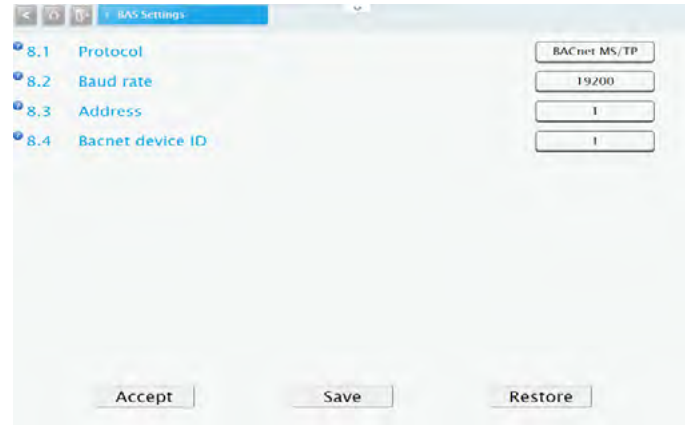 < BAS Settings
8.1 Protocol BACnet MS/TP
8.2 Baud rate 19200
8.3 Address 1
8.4 Bacnet device ID 1
Accept Save Restore